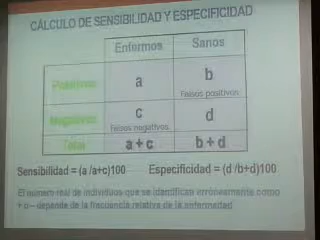 CÁLCULO DE SENSIBILIDAD Y ESPECIFICIDAD
Enfermos Sanos
Positivos a b
Falsos positivos
Negativos c d
Falsos negativos
Total a + c b + d
Sensibilidad = (a /a+c)100 Especificidad = (d /b+d)100
El número real de individuos que se identifican erróneamente como
+ o – depende de la frecuencia relativa de la enfermedad